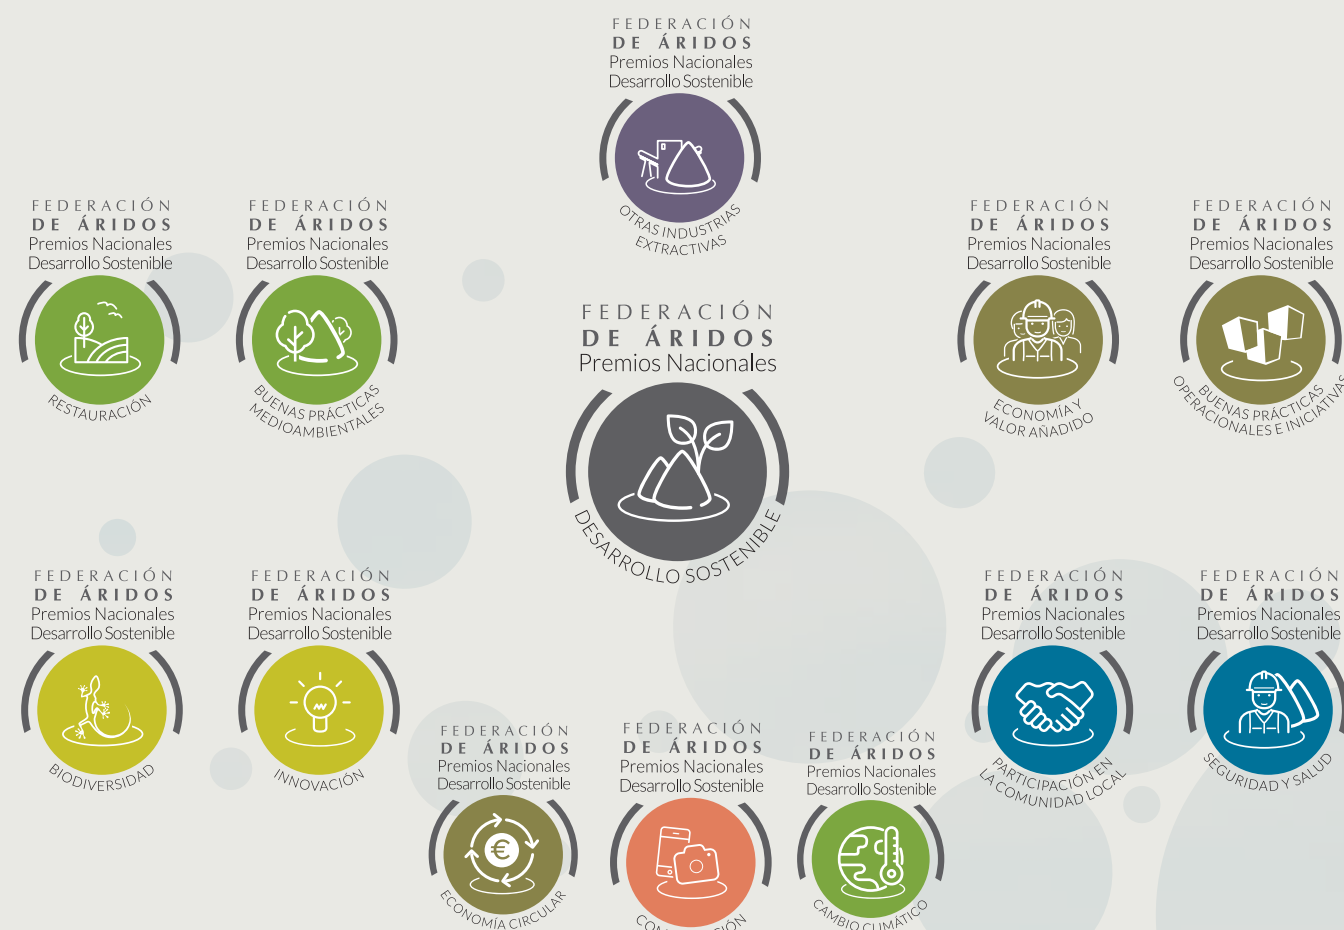 FEDERACIÓN
DE ÁRIDOS
Premios Nacionales
Desarrollo Sostenible
OTRAS INDUSTRIAS
EXTRACTIVAS
FEDERACIÓN
DE ÁRIDOS
Premios Nacionales
Desarrollo Sostenible
RESTAURACIÓN
FEDERACIÓN
DE ÁRIDOS
Premios Nacionales
Desarrollo Sostenible
BUENAS PRÁCTICAS
MEDIOAMBIENTALES
FEDERACIÓN
DE ÁRIDOS
Premios Nacionales
DESARROLLO SOSTENIBLE
FEDERACIÓN
DE ÁRIDOS
Premios Nacionales
Desarrollo Sostenible
ECONOMÍA Y
VALOR AÑADIDO
FEDERACIÓN
DE ÁRIDOS
Premios Nacionales
Desarrollo Sostenible
BUENAS PRÁCTICAS
OPERACIONALES E INICIATIVAS
FEDERACIÓN
DE ÁRIDOS
Premios Nacionales
Desarrollo Sostenible
BIODIVERSIDAD
FEDERACIÓN
DE ÁRIDOS
Premios Nacionales
Desarrollo Sostenible
INNOVACIÓN
FEDERACIÓN
DE ÁRIDOS
Premios Nacionales
Desarrollo Sostenible
€
ECONOMÍA CIRCULAR
FEDERACIÓN
DE ÁRIDOS
Premios Nacionales
Desarrollo Sostenible
FEDERACIÓN
DE ÁRIDOS
Premios Nacionales
Desarrollo Sostenible
CAMBIO CLIMÁTICO
FEDERACIÓN
DE ÁRIDOS
Premios Nacionales
Desarrollo Sostenible
PARTICIPACIÓN EN
LA COMUNIDAD LOCAL
FEDERACIÓN
DE ÁRIDOS
Premios Nacionales
Desarrollo Sostenible
SEGURIDAD Y SALUD